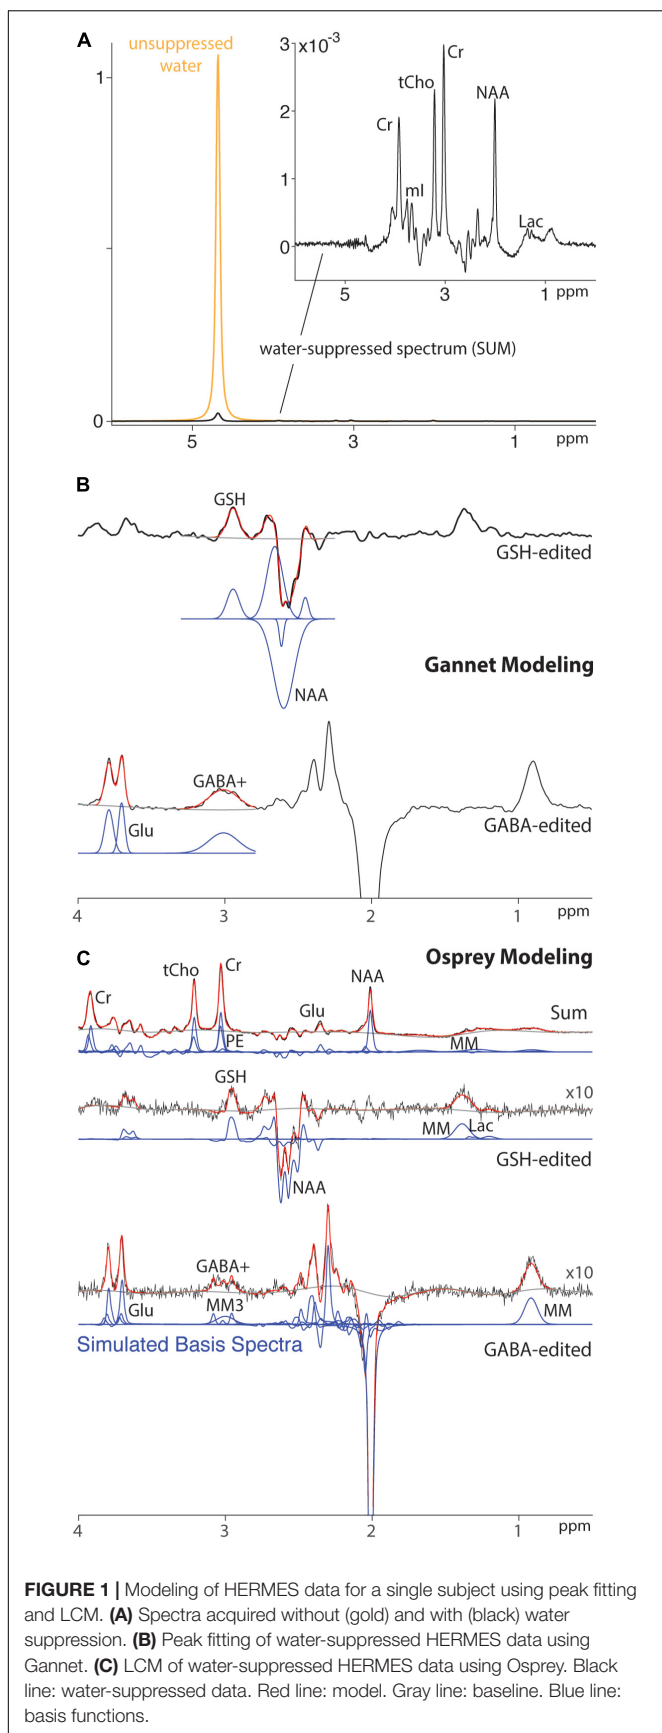 A
unsuppressed
water
1
0
5
3
1
ppm
3
x10-3
2
1
0
Cr
tCho
Cr
NAA
mI
Lac
5
3
1
ppm
water-suppressed spectrum (SUM)
B
GSH
GSH-edited
NAA
Gannet Modeling
GABA+
Glu
GABA-edited
4
3
2
1
ppm
C
Osprey Modeling
Cr
tCho
Cr
Glu
NAA
Sum
PE
MM
GSH
x10
MM
Lac
GSH-edited
NAA
GABA+
x10
Glu
MM3
MM
Simulated Basis Spectra
GABA-edited
4
3
2
1
ppm
FIGURE 1 | Modeling of HERMES data for a single subject using peak fitting
and LCM. (A) Spectra acquired without (gold) and with (black) water
suppression. (B) Peak fitting of water-suppressed HERMES data using
Gannet. (C) LCM of water-suppressed HERMES data using Osprey. Black
line: water-suppressed data. Red line: model. Gray line: baseline. Blue line:
basis functions.